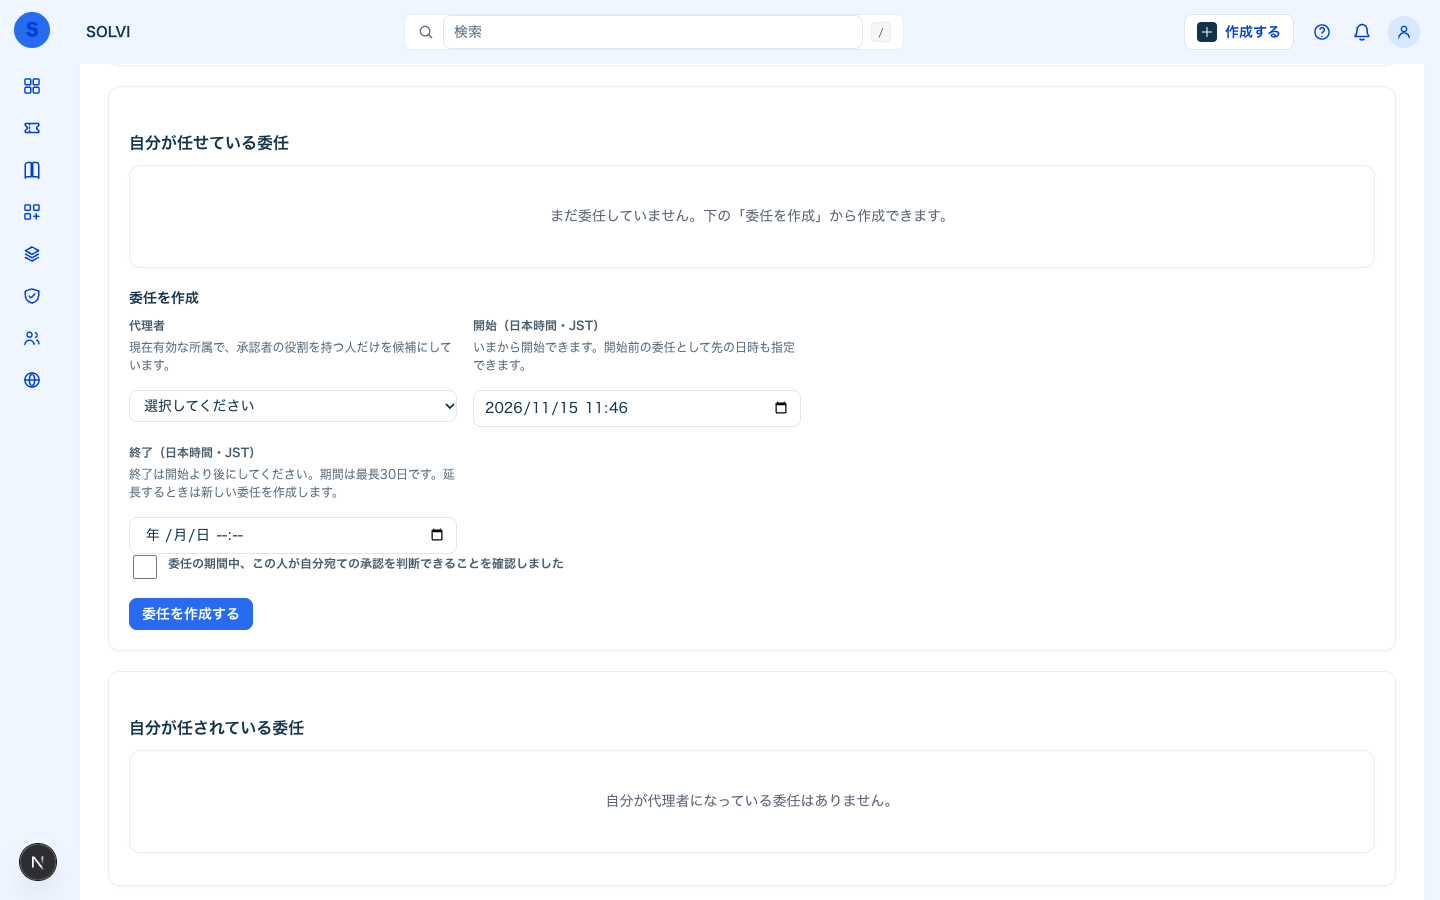 S
SOLVI
検索
/
作成する
自分が任せている委任
まだ委任していません。下の「委任を作成」から作成できます。
委任を作成
代理者
現在有効な所属で、承認者の役割を持つ人だけを候補にして
います。
選択してください
開始（日本時間・JST）
いまから開始できます。開始前の委任として先の日時も指定
できます。
2026/11/15 11:46
終了（日本時間・JST）
終了は開始より後にしてください。期間は最長30日です。延
長するときは新しい委任を作成します。
年 /月/日 --:--
委任の期間中、この人が自分宛ての承認を判断できることを確認しました
委任を作成する
自分が任されている委任
自分が代理者になっている委任はありません。
N